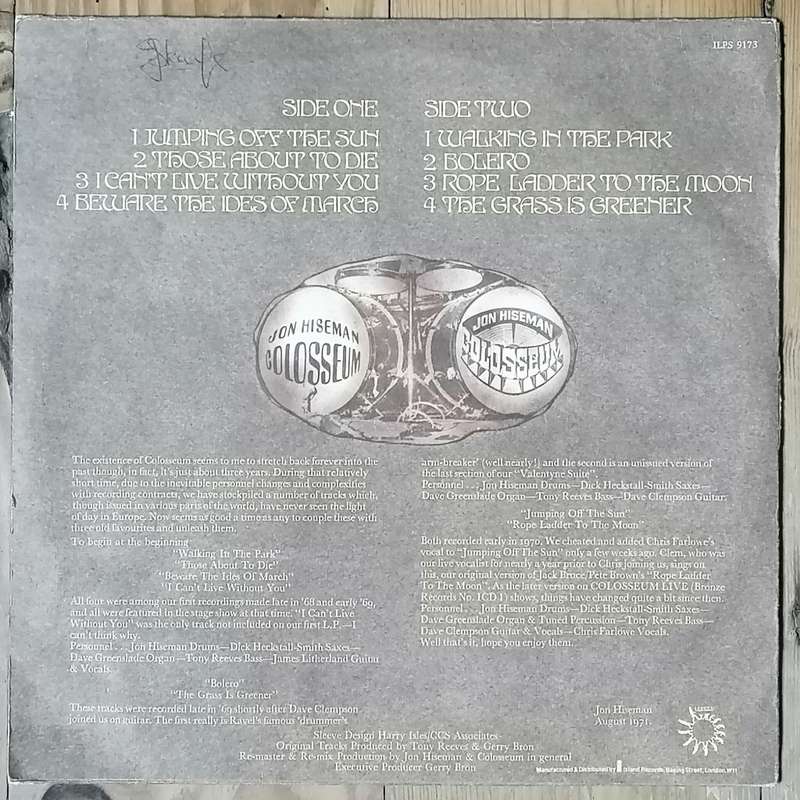 ILPS 9173
SIDE ONE
1 JUMPING OFF THE SUN
2 THOSE ABOUT TO DIE
3 I CAN'T LIVE WITHOUT YOU
4 BEWARE THE IDES OF MARCH
SIDE TWO
1 WALKING IN THE PARK
2 BOLERO
3 ROPE LADDER TO THE MOON
4 THE GRASS IS GREENER
JON HISEMAN
COLOSSEUM
JON HISEMAN
COLOSSEUM
The existence of Colosseum seems to me to stretch back forever into the
past though, in fact, It's just about three years. During that relatively
short time, due to the inevitable personnel changes and complexities
with recording contracts, we have stockpiled a number of tracks which,
though issued in various parts of the world, have never seen the light
of day in Europe. Now seems as good a time as any to couple these with
three old favourites and unleash them.
To begin at the beginning
"Walking In The Park"
"Those About To Die"
"Beware The Ides Of March"
"I Can't Live Without You"
All four were among our first recordings made late in '68 and early '69,
and all were featured in the stage show at that time. "I Can't Live
Without You" was the only track not included on our first L.P.—I
can't think why.
Personnel . . . Jon Hiseman Drums—Dick Heckstall-Smith Saxes—
Dave Greenslade Organ—Tony Reeves Bass—James Litherland Guitar
& Vocals.
"Bolero"
"The Grass Is Greener"
These tracks were recorded late in '69 shortly after Dave Clempson
joined us on guitar. The first really is Ravel's famous 'drummer's
arm-breaker' (well nearly!) and the second is an unissued version of
the last section of our "Valentyne Suite".
Personnel . . . Jon Hiseman Drums—Dick Heckstall-Smith Saxes—
Dave Greenslade Organ—Tony Reeves Bass—Dave Clempson Guitar.
"Jumping Off The Sun"
"Rope Ladder To The Moon"
Both recorded early in 1970. We cheated and added Chris Farlowe's
vocal to "Jumping Off The Sun" only a few weeks ago. Clem, who was
our live vocalist for nearly a year prior to Chris joining us, sings on
this, our original version of Jack Bruce/Pete Brown's "Rope Ladder
To The Moon". As the later version on COLOSSEUM LIVE (Bronze
Records No. ICD.1) shows, things have changed quite a bit since then.
Personnel . . . Jon Hiseman Drums—Dick Heckstall-Smith Saxes—
Dave Greenslade Organ & Tuned Percussion—Tony Reeves Bass—
Dave Clempson Guitar & Vocals—Chris Farlowe Vocals.
Well that's it, hope you enjoy them.
Jon Hiseman
August 1971.
Sleeve Design Harry Isles/CCS Associates
Original Tracks Produced by Tony Reeves & Gerry Bron
Re-master & Re-mix Production by Jon Hiseman & Colosseum in general
Executive Producer Gerry Bron
Manufactured & Distributed by Island Records, Basing Street, London, W11